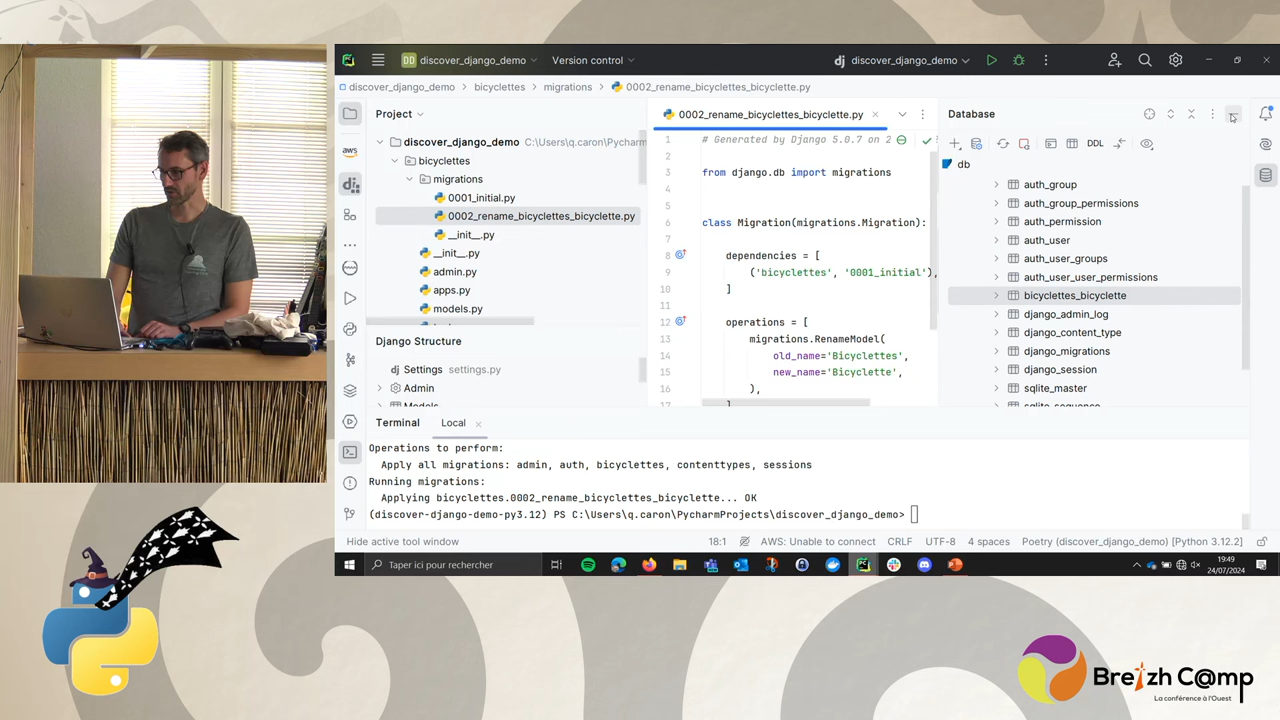 DD discover_django_demo Version control dj discover_django_demo
discover_django_demo bicyclettes migrations 0002_rename_bicyclettes_bicyclette.py
Project
discover_django_demo C:\Users\q.caron\Pycharm
bicyclettes
migrations
0001_initial.py
0002_rename_bicyclettes_bicyclette.py
__init__.py
__init__.py
admin.py
apps.py
models.py
aws
dj
Django Structure
Settings settings.py
Admin
0002_rename_bicyclettes_bicyclette.py
1 # Generated by Django 5.0.7 on 2
2
3 from django.db import migrations
4
5
6 class Migration(migrations.Migration):
7
8 dependencies = [
9 ('bicyclettes', '0001_initial'),
10 ]
11
12 operations = [
13 migrations.RenameModel(
14 old_name='Bicyclettes',
15 new_name='Bicyclette',
16 ),
17 ]
Database
DDL
db
auth_group
auth_group_permissions
auth_permission
auth_user
auth_user_groups
auth_user_user_permissions
bicyclettes_bicyclette
django_admin_log
django_content_type
django_migrations
django_session
sqlite_master
sqlite_sequence
Terminal Local
Operations to perform:
Apply all migrations: admin, auth, bicyclettes, contenttypes, sessions
Running migrations:
Applying bicyclettes.0002_rename_bicyclettes_bicyclette... OK
(discover-django-demo-py3.12) PS C:\Users\q.caron\PycharmProjects\discover_django_demo>
Hide active tool window 18:1 AWS: Unable to connect CRLF UTF-8 4 spaces Poetry (discover_django_demo) [Python 3.12.2]
Taper ici pour rechercher
19:49
24/07/2024
Breizh C@mp
La conférence à l'Ouest